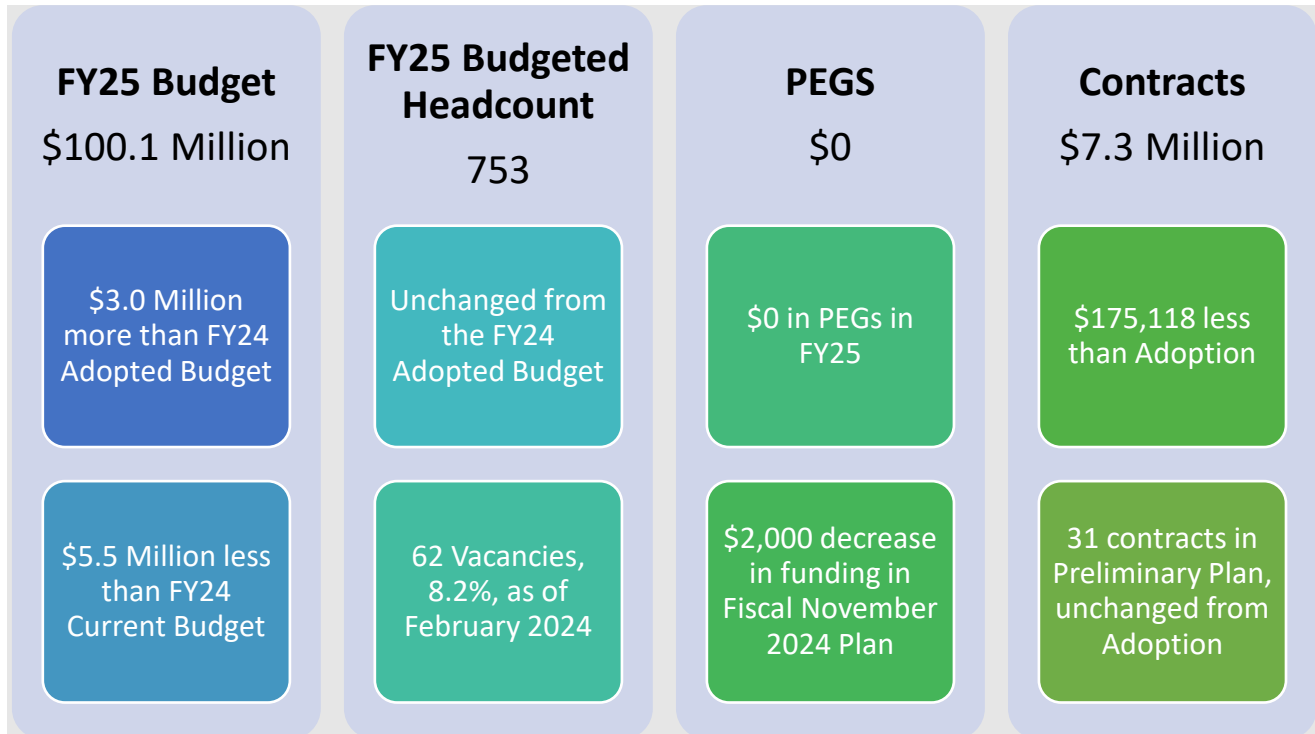 FY25 Budget
$100.1 Million
$3.0 Million
more than FY24
Adopted Budget
$5.5 Million less
than FY24
Current Budget
FY25 Budgeted
Headcount
753
Unchanged from
the FY24
Adopted Budget
62 Vacancies,
8.2%, as of
February 2024
PEGS
$0
$0 in PEGs in
FY25
$2,000 decrease
in funding in
Fiscal November
2024 Plan
Contracts
$7.3 Million
$175,118 less
than Adoption
31 contracts in
Preliminary Plan,
unchanged from
Adoption